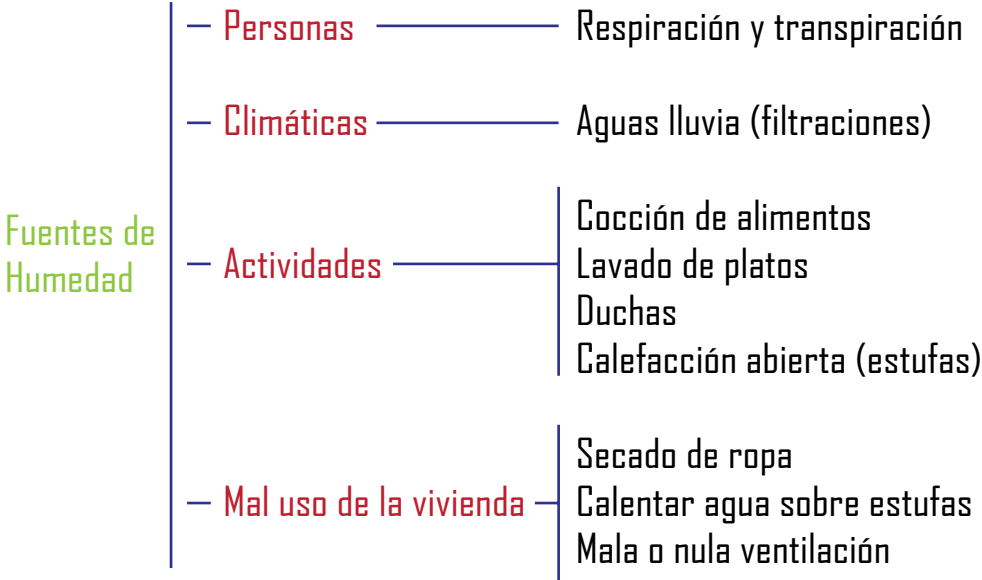 Fuentes de
Humedad
Personas
Respiración y transpiración
Climáticas
Aguas lluvia (filtraciones)
Actividades
Cocción de alimentos
Lavado de platos
Duchas
Calefacción abierta (estufas)
Mal uso de la vivienda
Secado de ropa
Calentar agua sobre estufas
Mala o nula ventilación